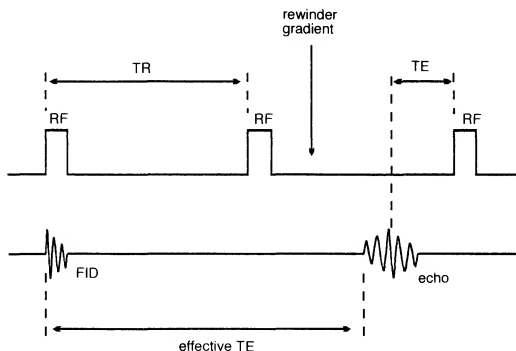 rewinder
gradient
TR
TE
RF
RF
RF
FID
echo
effective TE